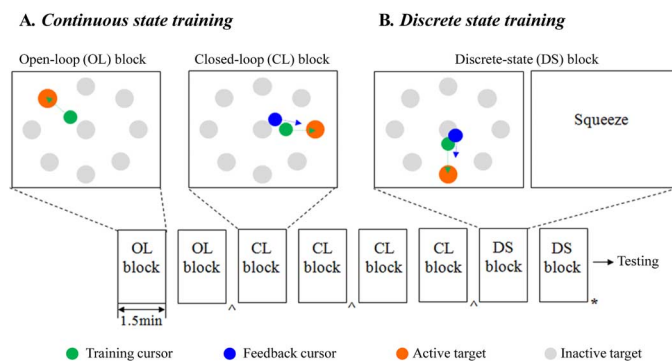 A. Continuous state training
B. Discrete state training
Open-loop (OL) block
Closed-loop (CL) block
Discrete-state (DS) block
Squeeze
OL block
OL block
CL block
CL block
CL block
CL block
DS block
DS block
Testing
^
^
^
*
1.5min
Training cursor
Feedback cursor
Active target
Inactive target